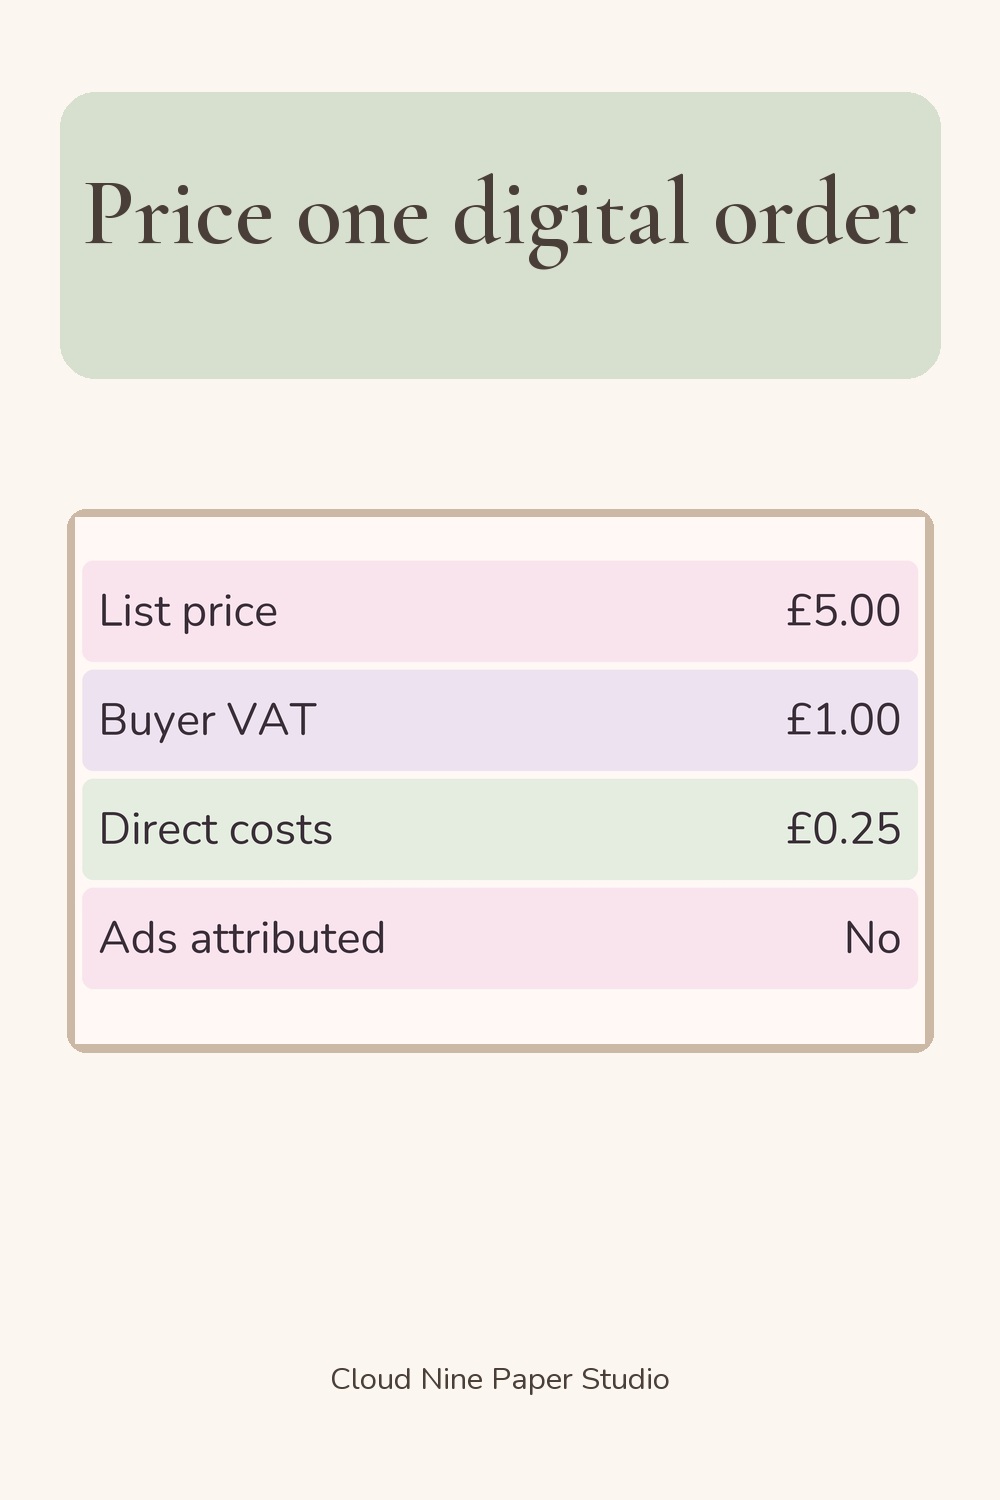 Price one digital order
List price £5.00
Buyer VAT £1.00
Direct costs £0.25
Ads attributed No
Cloud Nine Paper Studio